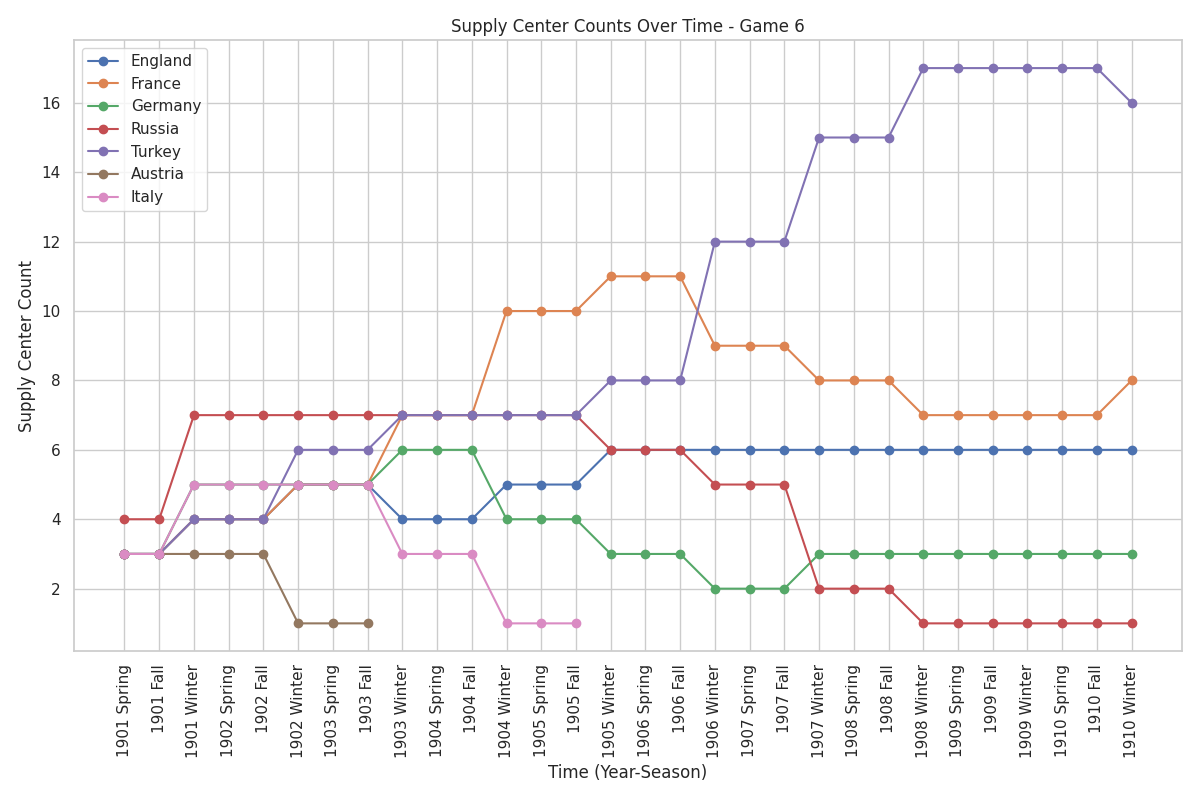 Supply Center Counts Over Time - Game 6
England
France
Germany
Russia
Turkey
Austria
Italy
Supply Center Count
16
14
12
10
8
6
4
2
1901 Spring
1901 Fall
1901 Winter
1902 Spring
1902 Fall
1902 Winter
1903 Spring
1903 Fall
1903 Winter
1904 Spring
1904 Fall
1904 Winter
1905 Spring
1905 Fall
1905 Winter
1906 Spring
1906 Fall
1906 Winter
1907 Spring
1907 Fall
1907 Winter
1908 Spring
1908 Fall
1908 Winter
1909 Spring
1909 Fall
1909 Winter
1910 Spring
1910 Fall
1910 Winter
Time (Year-Season)